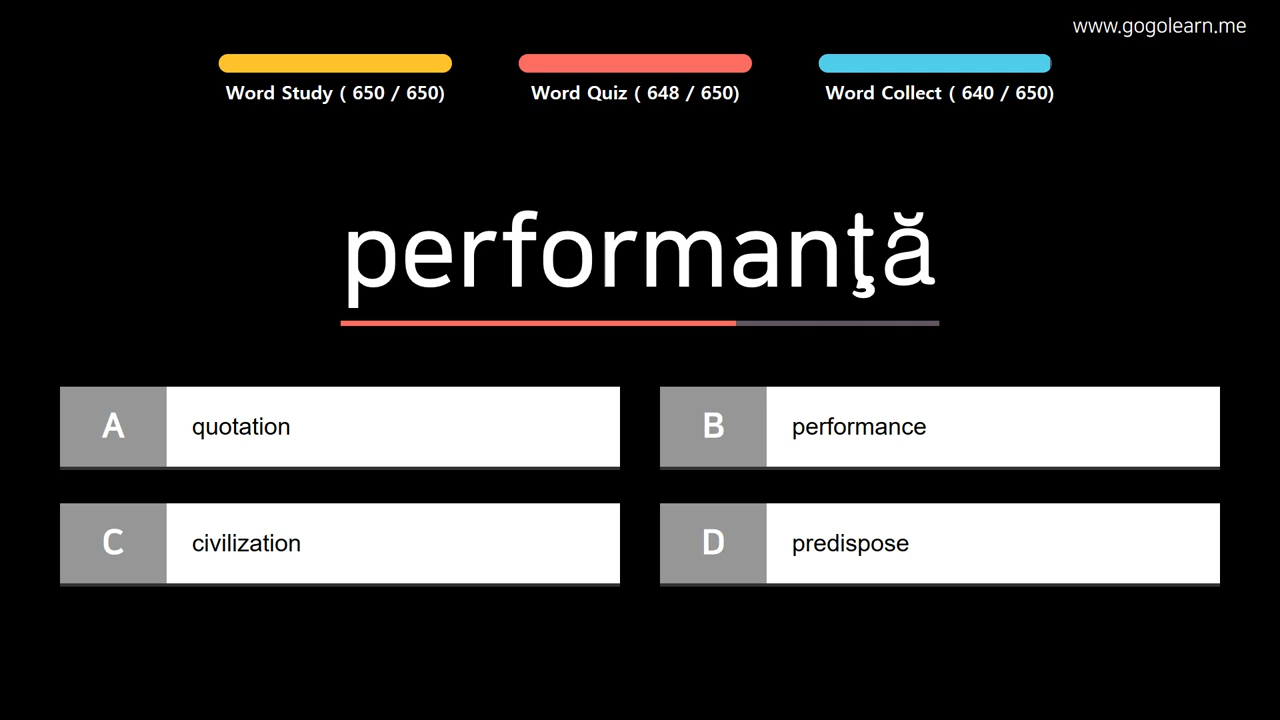 www.gogolearn.me
Word Study ( 650 / 650)
Word Quiz ( 648 / 650)
Word Collect ( 640 / 650)
performanţă
A
quotation
B
performance
C
civilization
D
predispose